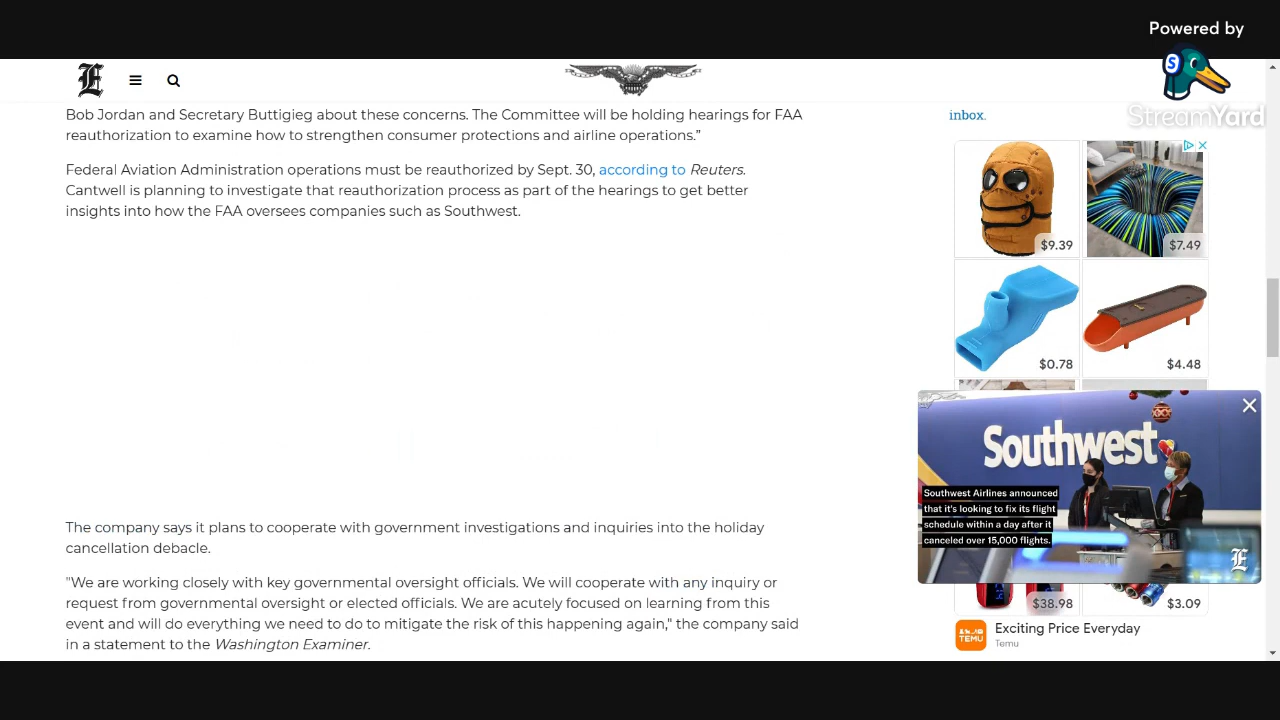 Powered by
S
StreamYard
E
Bob Jordan and Secretary Buttigieg about these concerns. The Committee will be holding hearings for FAA
reauthorization to examine how to strengthen consumer protections and airline operations.”
Federal Aviation Administration operations must be reauthorized by Sept. 30, according to Reuters.
Cantwell is planning to investigate that reauthorization process as part of the hearings to get better
insights into how the FAA oversees companies such as Southwest.
The company says it plans to cooperate with government investigations and inquiries into the holiday
cancellation debacle.
"We are working closely with key governmental oversight officials. We will cooperate with any inquiry or
request from governmental oversight or elected officials. We are acutely focused on learning from this
event and will do everything we need to do to mitigate the risk of this happening again," the company said
in a statement to the Washington Examiner.
inbox.
$9.39
$7.49
$0.78
$4.48
Southwest
Southwest Airlines announced
that it's looking to fix its flight
schedule within a day after it
canceled over 15,000 flights.
E
$38.98
$3.09
TEMU
Exciting Price Everyday
Temu